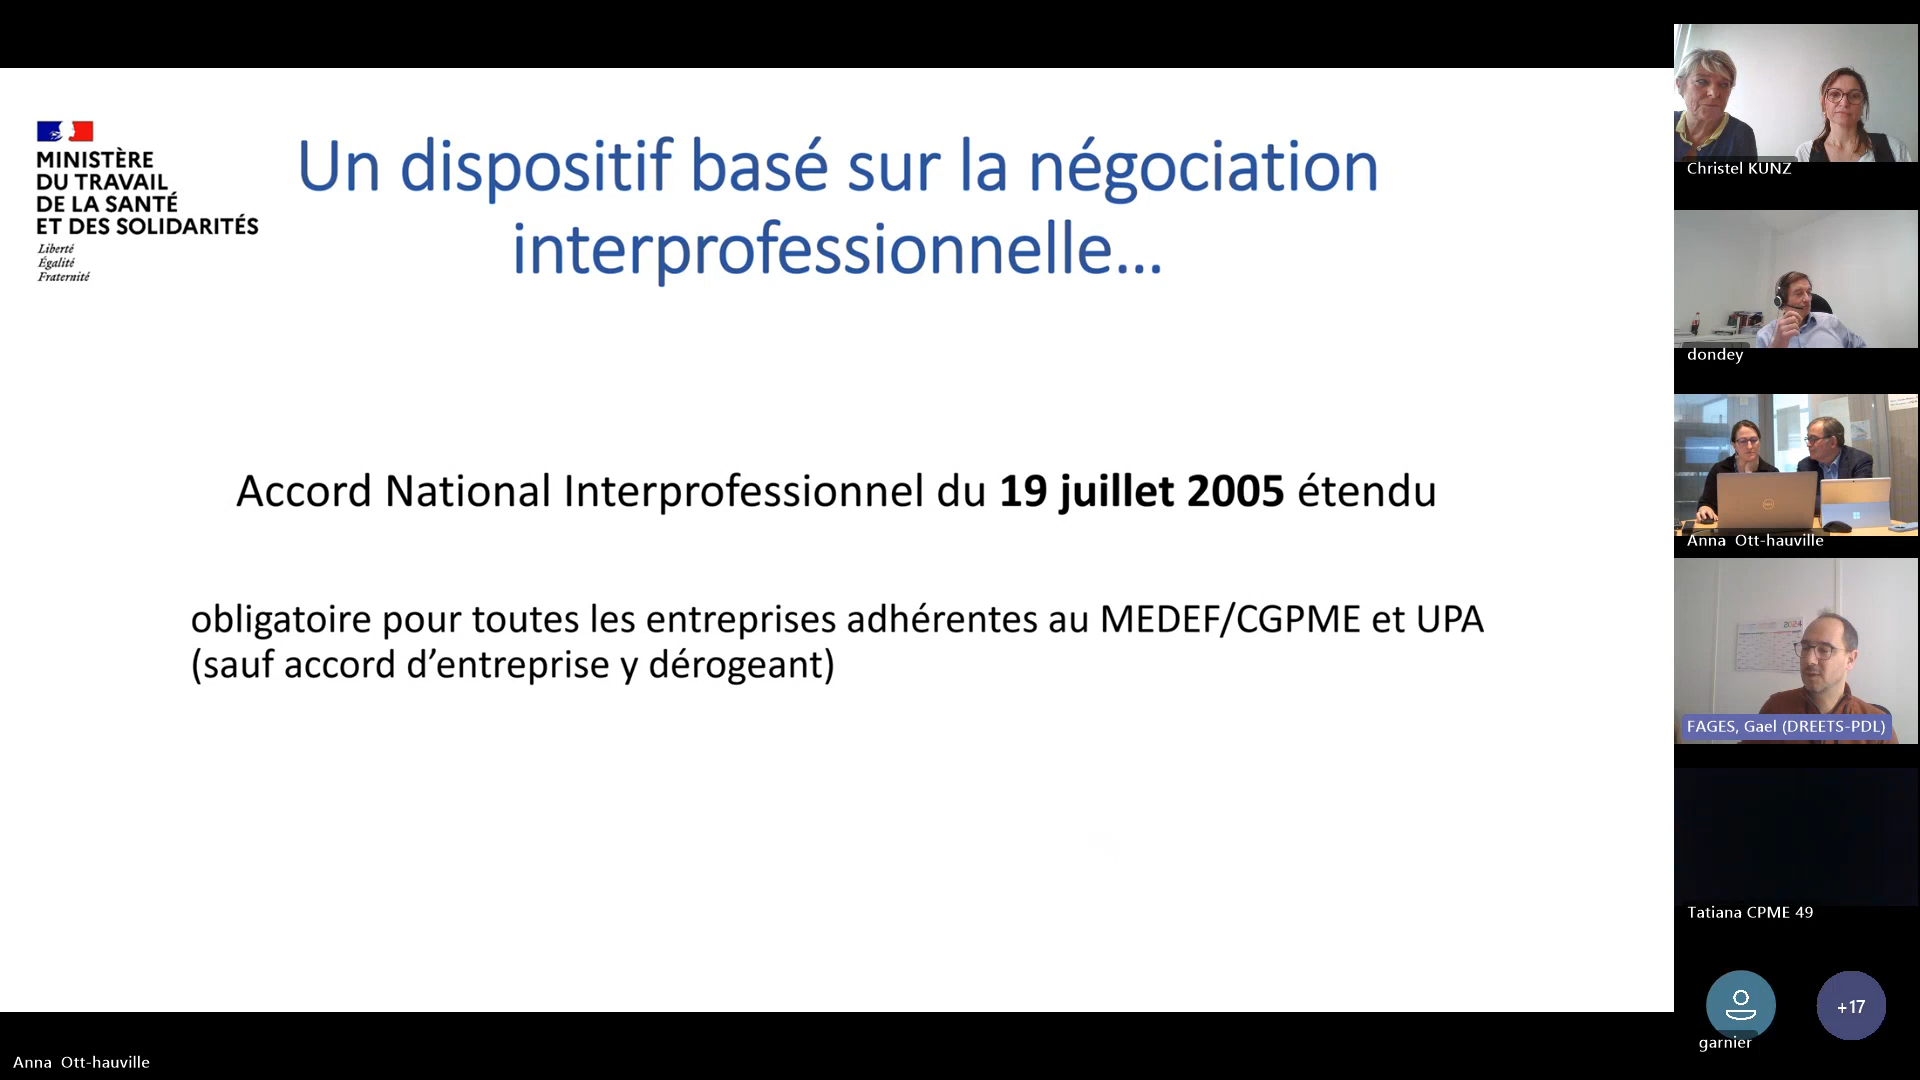 MINISTÈRE
DU TRAVAIL
DE LA SANTÉ
ET DES SOLIDARITÉS
Liberté
Égalité
Fraternité
Un dispositif basé sur la négociation
interprofessionnelle...
Accord National Interprofessionnel du 19 juillet 2005 étendu
obligatoire pour toutes les entreprises adhérentes au MEDEF/CGPME et UPA
(sauf accord d’entreprise y dérogeant)
Christel KUNZ
dondey
Anna Ott-hauville
2024
FAGES, Gael (DREETS-PDL)
Tatiana CPME 49
garnier
+17
Anna Ott-hauville